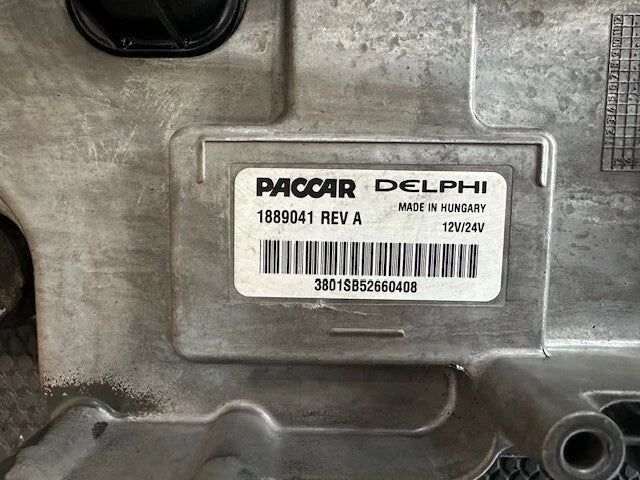 PACCAR DELPHI
1889041 REV A
MADE IN HUNGARY
12V/24V
3801SB52660408